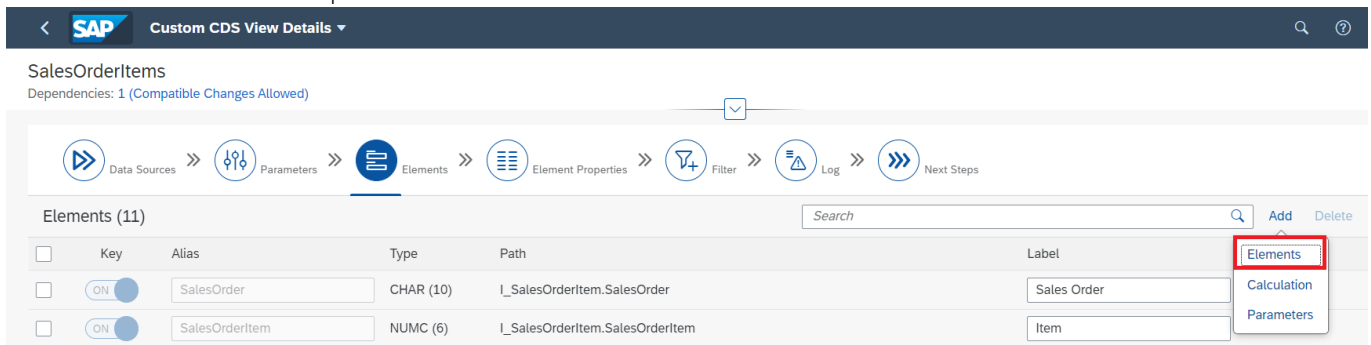 SAP Custom CDS View Details
SalesOrderItems
Dependencies: 1 (Compatible Changes Allowed)
Data Sources Parameters Elements Element Properties Filter Log Next Steps
Elements (11) Search Add Delete
Key Alias Type Path Label Elements
ON SalesOrder CHAR (10) I_SalesOrderItem.SalesOrder Sales Order Calculation
Parameters
ON SalesOrderItem NUMC (6) I_SalesOrderItem.SalesOrderItem Item